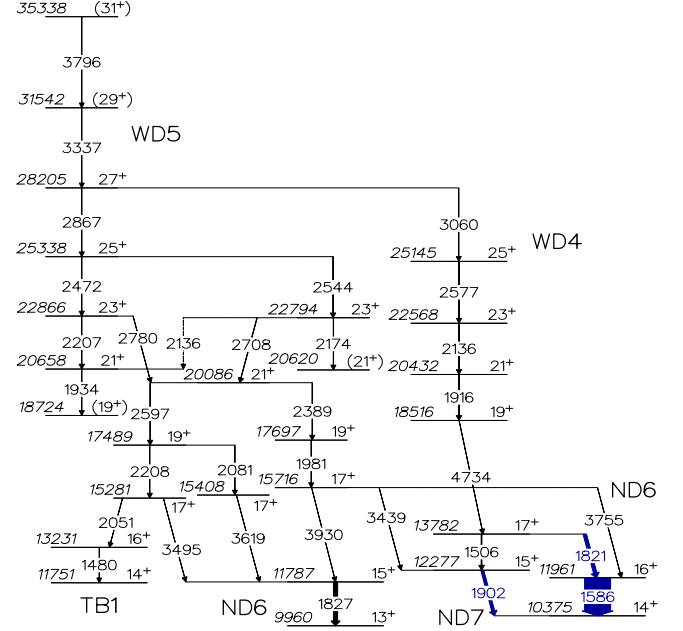 35338 (31+)
3796
31542 (29+)
WD5
3337
28205 27+
2867 3060
WD4
25338 25+ 25145 25+
2472 2544 2577
22866 23+ 22794 23+ 22568 23+
2207 2780 2136 2708 2174 2136
20658 21+ 20086 21+ 20620 (21+) 20432 21+
1934 1916
18724 (19+) 2597 2389 18516 19+
17489 19+ 17697 19+
2208 2081 1981 4734
15281 17+ 15408 17+ 15716 17+ ND6
2051 3495 3619 3930 3439 13782 17+ 3755
13231 16+ 1506 1821
1480 12277 15+ 11961 16+
11751 14+ 11787 15+ 1902 1586
TB1 ND6 1827 ND7 10375 14+
9960 13+